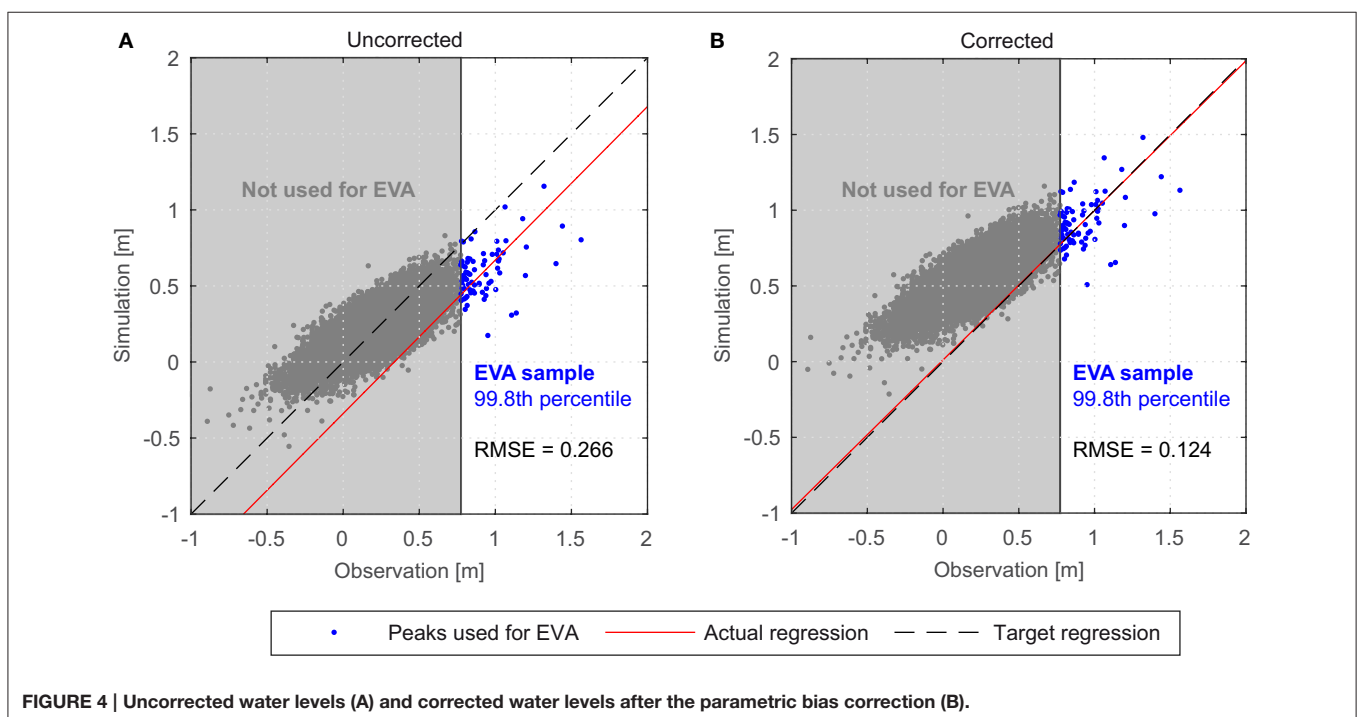 A
Uncorrected
2
1.5
1
0.5
0
-0.5
-1
Simulation [m]
Not used for EVA
EVA sample
99.8th percentile
RMSE = 0.266
-1 -0.5 0 0.5 1 1.5 2
Observation [m]
B
Corrected
2
1.5
1
0.5
0
-0.5
-1
Simulation [m]
Not used for EVA
EVA sample
99.8th percentile
RMSE = 0.124
-1 -0.5 0 0.5 1 1.5 2
Observation [m]
Peaks used for EVA Actual regression Target regression
FIGURE 4 | Uncorrected water levels (A) and corrected water levels after the parametric bias correction (B).